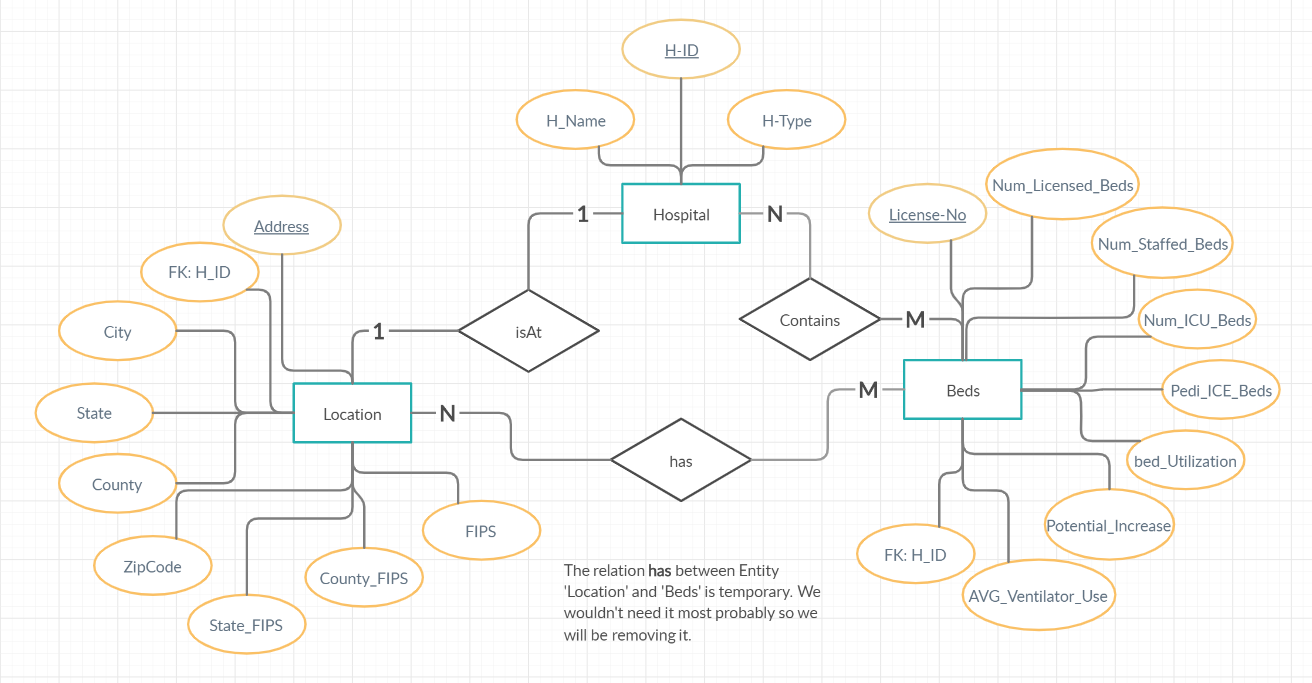 H-ID
H_Name
H-Type
Hospital
1
N
Num_Licensed_Beds
License-No
Address
Num_Staffed_Beds
FK: H_ID
City
1
isAt
Contains
M
Num_ICU_Beds
State
Location
N
M
Beds
Pedi_ICE_Beds
has
bed_Utilization
County
FIPS
Potential_Increase
ZipCode
County_FIPS
State_FIPS
FK: H_ID
AVG_Ventilator_Use
The relation has between Entity
'Location' and 'Beds' is temporary. We
wouldn't need it most probably so we
will be removing it.